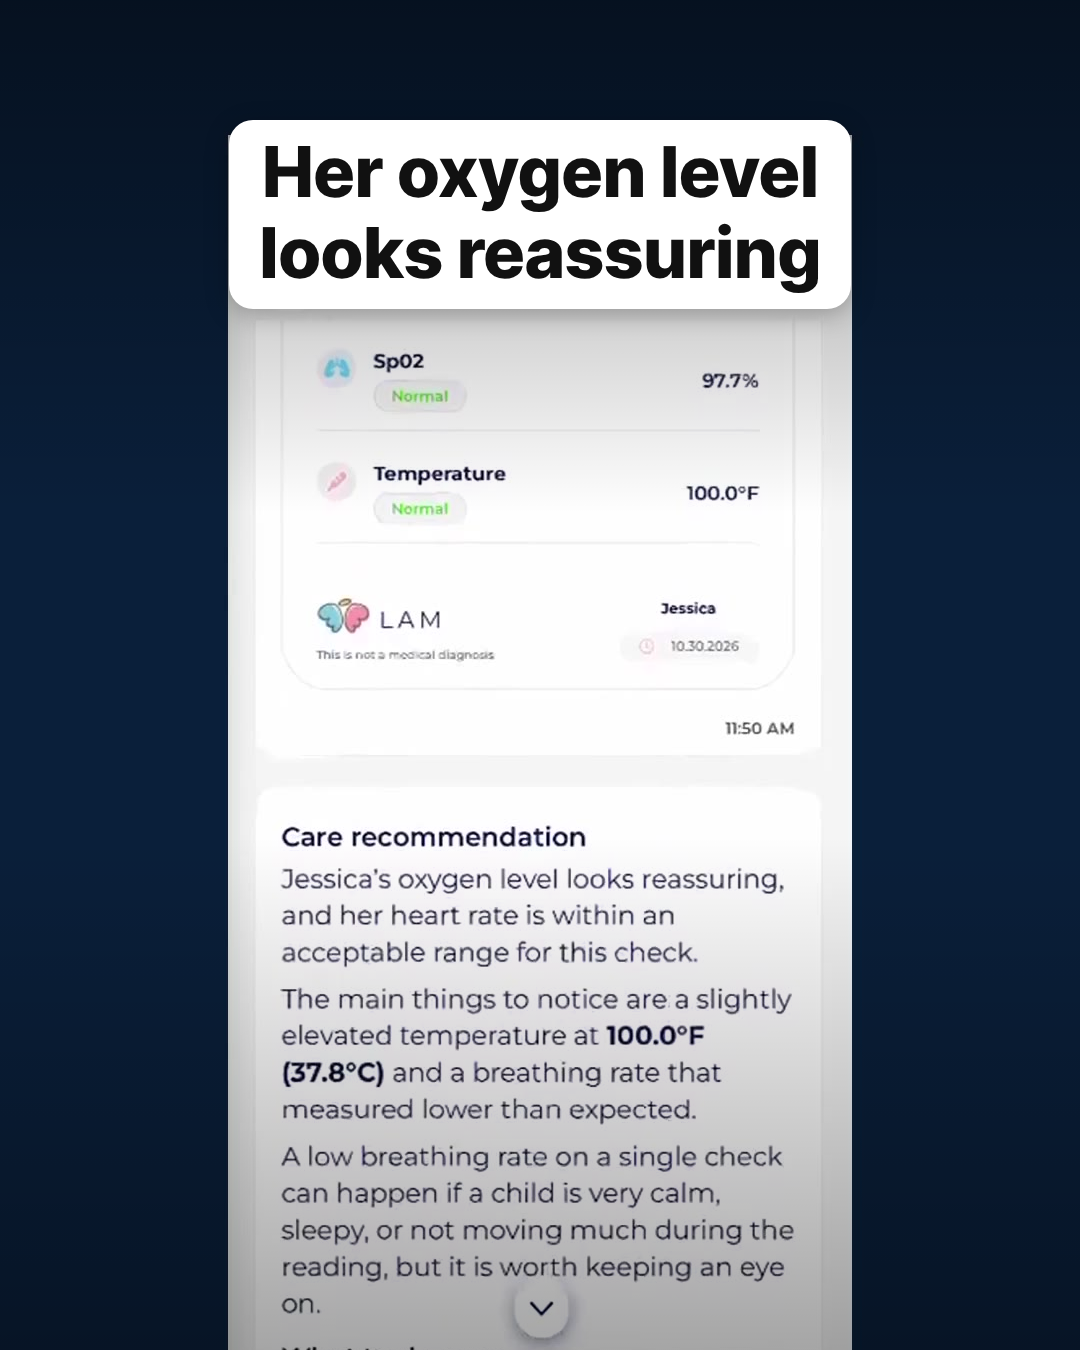 Her oxygen level
looks reassuring
Sp02
Normal
97.7%
Temperature
Normal
100.0°F
LAM
This is not a medical diagnosis
Jessica
10.30.2026
11:50 AM
Care recommendation
Jessica's oxygen level looks reassuring,
and her heart rate is within an
acceptable range for this check.
The main things to notice are a slightly
elevated temperature at 100.0°F
(37.8°C) and a breathing rate that
measured lower than expected.
A low breathing rate on a single check
can happen if a child is very calm,
sleepy, or not moving much during the
reading, but it is worth keeping an eye
on.